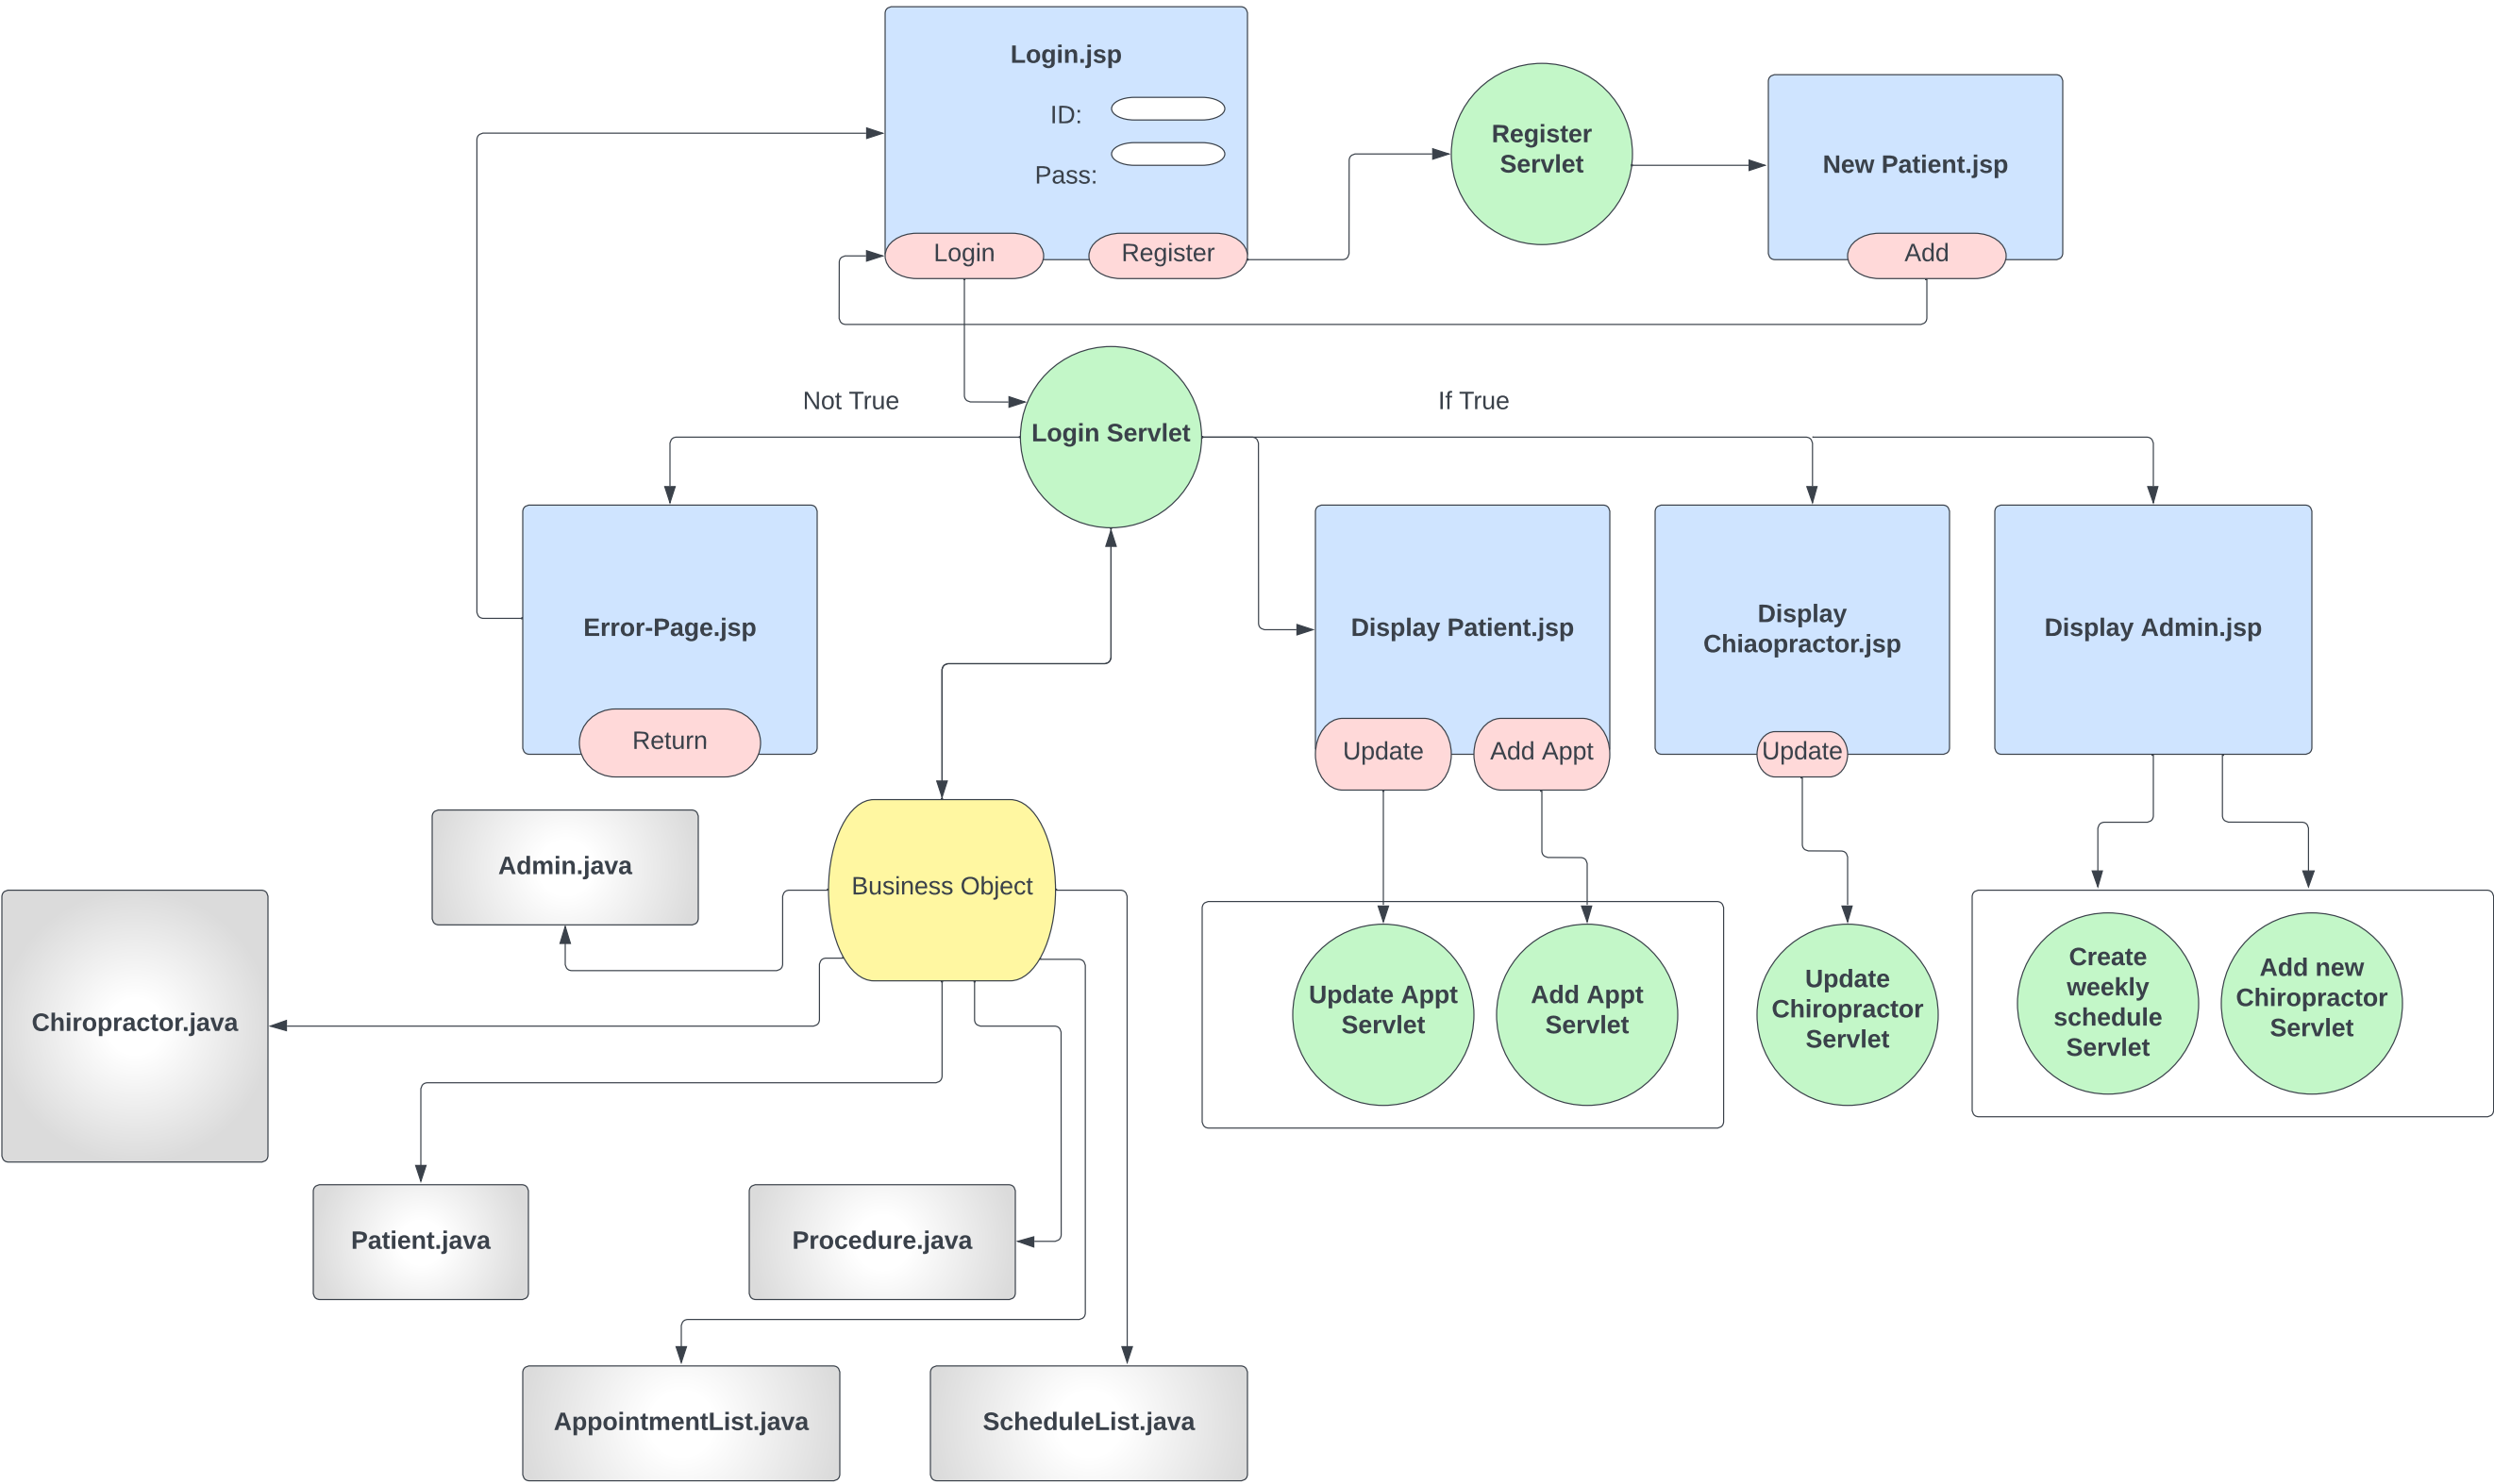 Login.jsp
ID:
Pass:
Login
Register
Register
Servlet
New Patient.jsp
Add
Not True
If True
Login Servlet
Error-Page.jsp
Return
Display Patient.jsp
Update
Add Appt
Display
Chiaopractor.jsp
Update
Display Admin.jsp
Admin.java
Business Object
Chiropractor.java
Update Appt
Servlet
Add Appt
Servlet
Update
Chiropractor
Servlet
Create
weekly
schedule
Servlet
Add new
Chiropractor
Servlet
Patient.java
Procedure.java
AppointmentList.java
ScheduleList.java